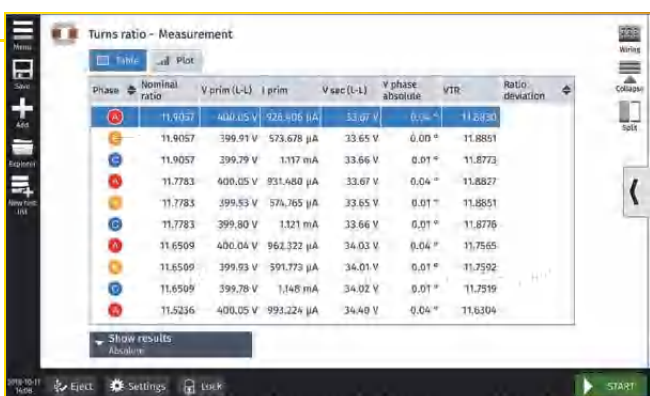 Menu
Save
Add
Explorer
New test
list
2018-10-11
Turns ratio - Measurement
Table Plot
Phase Nominal ratio V prim (L-L) I prim V sec (L-L) V phase absolute VTR Ratio deviation
A 11.9057 400.05 V 926.906 µA 33.67 V 0.04 °
11.9057 399.91 V 573.678 µA 33.65 V 0.00 ° 11.8851
C 11.9057 399.79 V 1.117 mA 33.66 V 0.01 ° 11.8773
A 11.7783 400.05 V 931.480 µA 33.67 V 0.04 ° 11.8827
11.7783 399.93 V 574.765 µA 33.65 V 0.01 ° 11.8851
C 11.7783 399.80 V 1.121 mA 33.66 V 0.01 ° 11.8776
A 11.6509 400.04 V 962.322 µA 34.03 V 0.04 ° 11.7565
11.6509 399.93 V 591.773 µA 34.01 V 0.01 ° 11.7592
C 11.6509 399.78 V 1.148 mA 34.02 V 0.01 ° 11.7519
A 11.5236 400.05 V 993.224 µA 34.40 V 0.04 ° 11.6304
Show results
Absolute
Eject Settings Lock START
Wiring
Collapse
Split